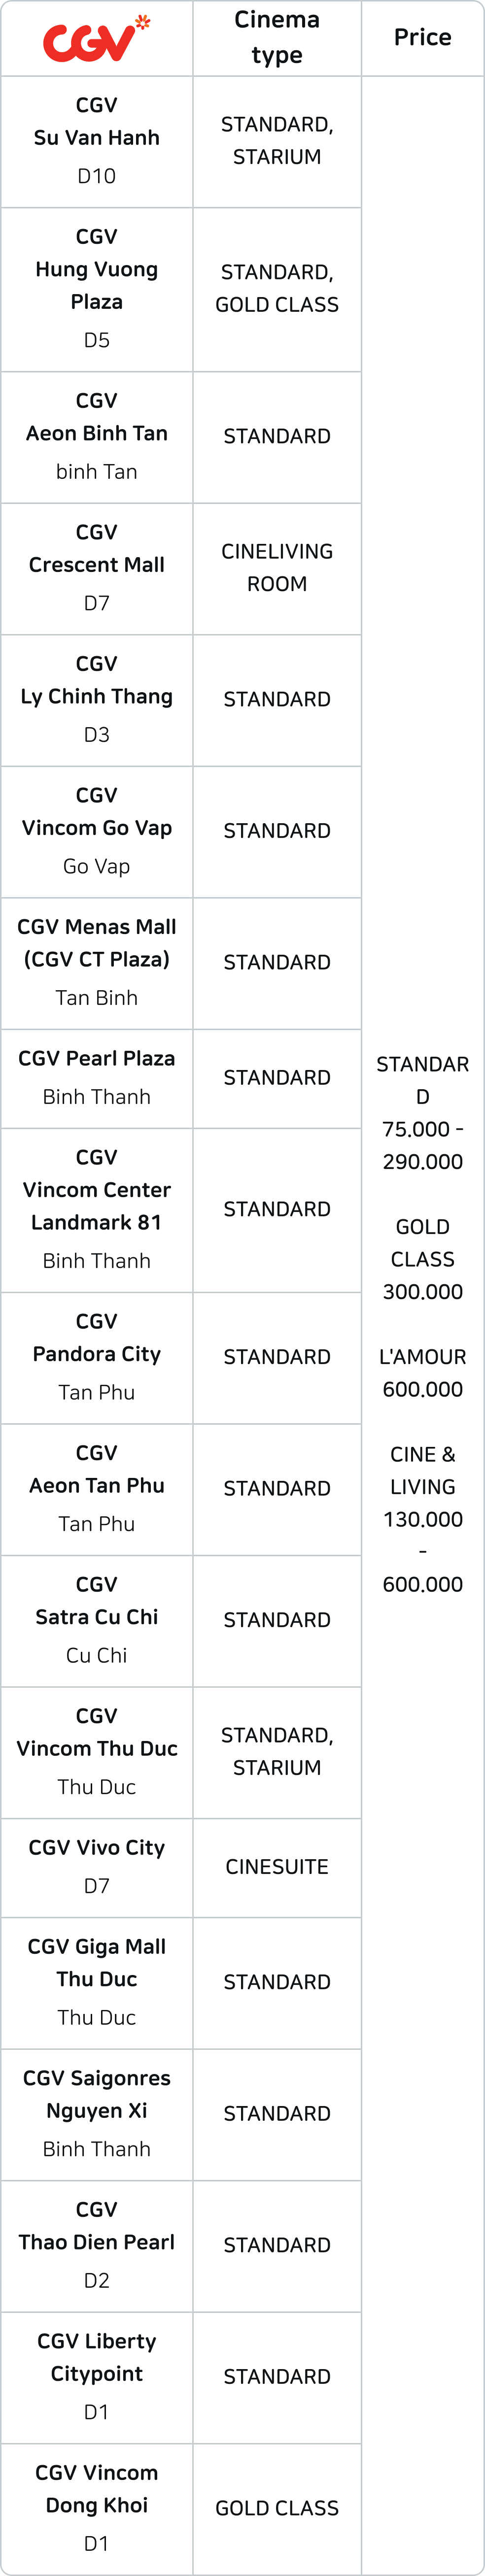 CGV
Cinema
type
Price
CGV
Su Van Hanh
D10
STANDARD,
STARIUM
CGV
Hung Vuong
Plaza
D5
STANDARD,
GOLD CLASS
CGV
Aeon Binh Tan
binh Tan
STANDARD
CGV
Crescent Mall
D7
CINELIVING
ROOM
CGV
Ly Chinh Thang
D3
STANDARD
CGV
Vincom Go Vap
Go Vap
STANDARD
CGV Menas Mall
(CGV CT Plaza)
Tan Binh
STANDARD
CGV Pearl Plaza
Binh Thanh
STANDARD
CGV
Vincom Center
Landmark 81
Binh Thanh
STANDARD
CGV
Pandora City
Tan Phu
STANDARD
CGV
Aeon Tan Phu
Tan Phu
STANDARD
CGV
Satra Cu Chi
Cu Chi
STANDARD
CGV
Vincom Thu Duc
Thu Duc
STANDARD,
STARIUM
CGV Vivo City
D7
CINESUITE
CGV Giga Mall
Thu Duc
Thu Duc
STANDARD
CGV Saigonres
Nguyen Xi
Binh Thanh
STANDARD
CGV
Thao Dien Pearl
D2
STANDARD
CGV Liberty
Citypoint
D1
STANDARD
CGV Vincom
Dong Khoi
D1
GOLD CLASS
STANDAR
D
75.000 -
290.000
GOLD
CLASS
300.000
L'AMOUR
600.000
CINE &
LIVING
130.000
-
600.000